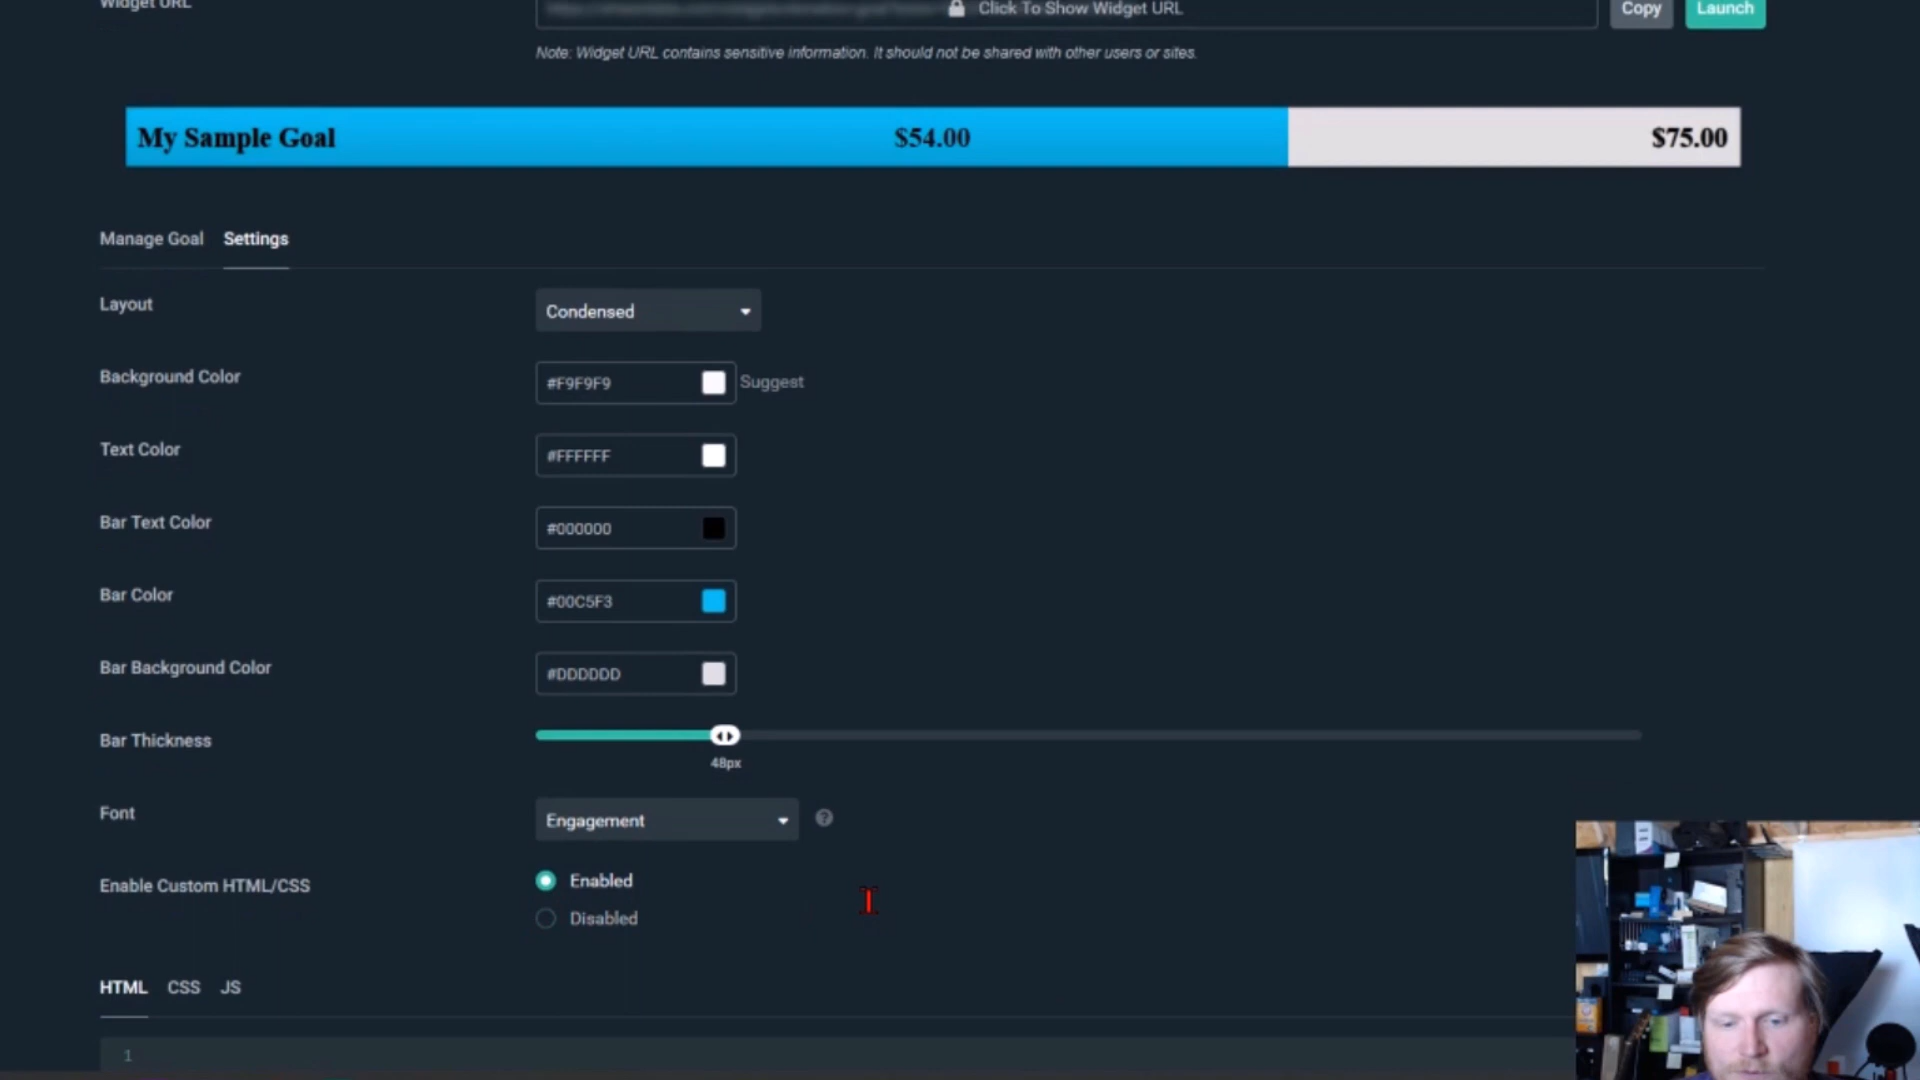 Widget URL
Click To Show Widget URL
Copy
Launch
Note: Widget URL contains sensitive information. It should not be shared with other users or sites.
My Sample Goal
$54.00
$75.00
Manage Goal
Settings
Layout
Condensed
Background Color
#F9F9F9
Suggest
Text Color
#FFFFFF
Bar Text Color
#000000
Bar Color
#00C5F3
Bar Background Color
#DDDDDD
Bar Thickness
48px
Font
Engagement
?
Enable Custom HTML/CSS
Enabled
Disabled
HTML
CSS
JS
1